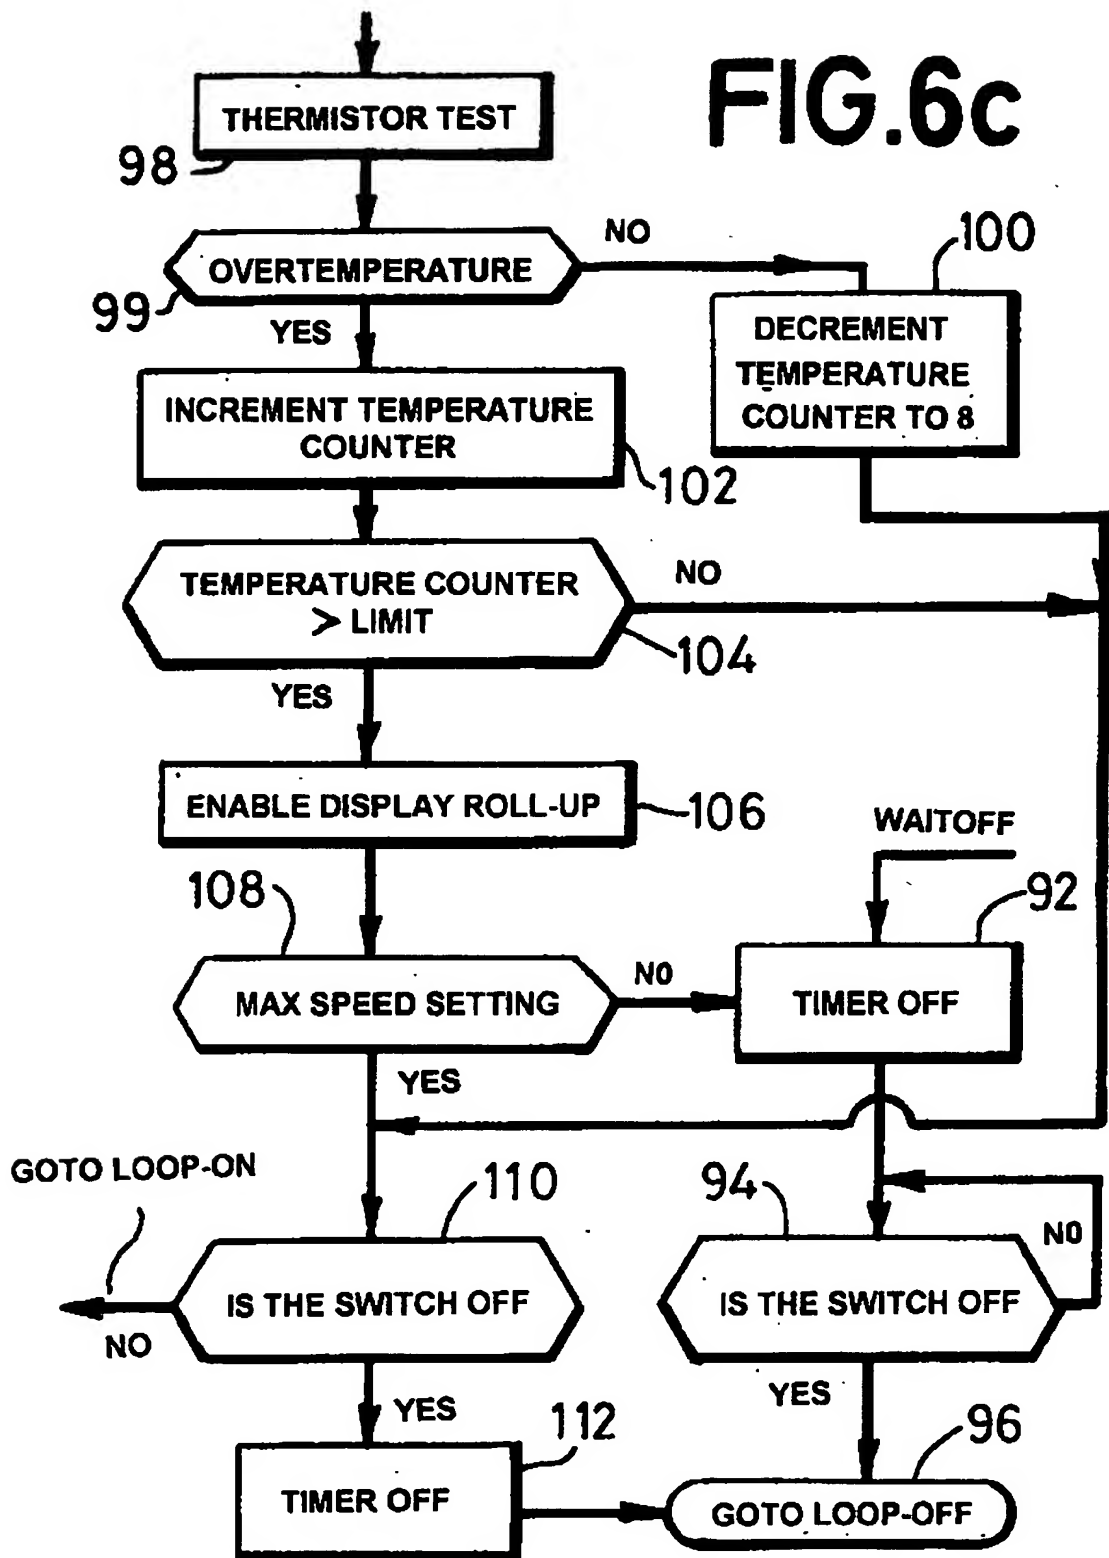 FIG.6c
THERMISTOR TEST
98
OVERTEMPERATURE
99
NO
100
YES
DECREMENT
TEMPERATURE
COUNTER TO 8
INCREMENT TEMPERATURE
COUNTER
102
TEMPERATURE COUNTER
> LIMIT
NO
104
YES
ENABLE DISPLAY ROLL-UP
106
WAITOFF
108
92
MAX SPEED SETTING
NO
TIMER OFF
YES
GOTO LOOP-ON
110
94
NO
IS THE SWITCH OFF
IS THE SWITCH OFF
NO
YES
YES
112
96
TIMER OFF
GOTO LOOP-OFF